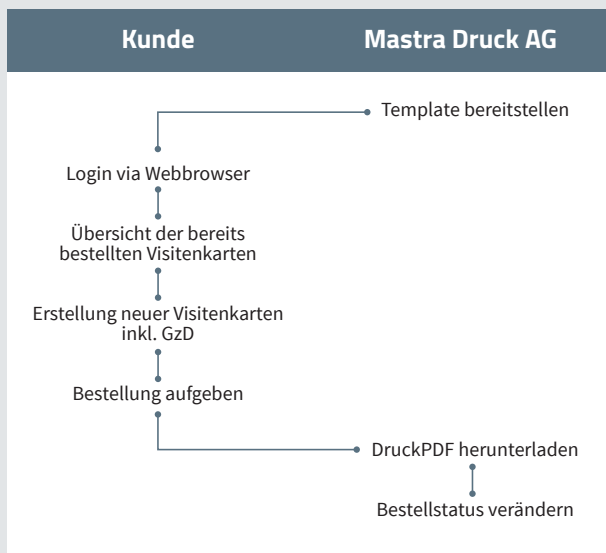 Kunde
Mastra Druck AG
Template bereitstellen
Login via Webbrowser
Übersicht der bereits
bestellten Visitenkarten
Erstellung neuer Visitenkarten
inkl. GzD
Bestellung aufgeben
DruckPDF herunterladen
Bestellstatus verändern